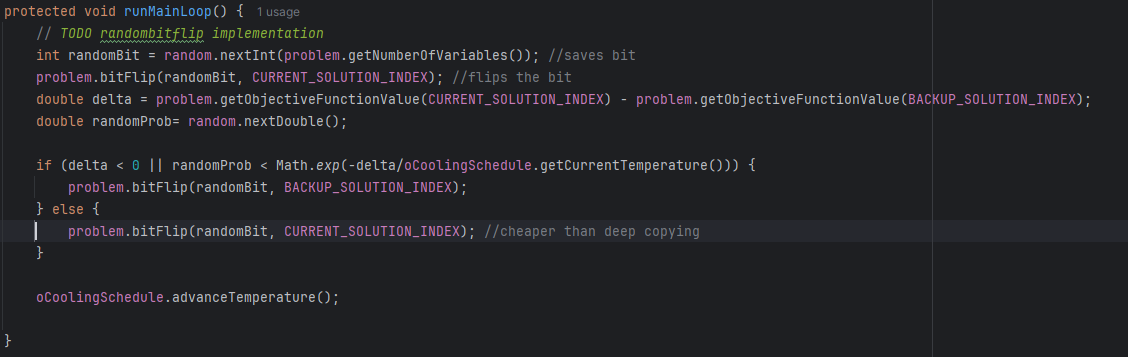 protected void runMainLoop() { 1 usage
// TODO randombitflip implementation
int randomBit = random.nextInt(problem.getNumberOfVariables()); //saves bit
problem.bitFlip(randomBit, CURRENT_SOLUTION_INDEX); //flips the bit
double delta = problem.getObjectiveFunctionValue(CURRENT_SOLUTION_INDEX) - problem.getObjectiveFunctionValue(BACKUP_SOLUTION_INDEX);
double randomProb= random.nextDouble();
if (delta < 0 || randomProb < Math.exp(-delta/oCoolingSchedule.getCurrentTemperature())) {
problem.bitFlip(randomBit, BACKUP_SOLUTION_INDEX);
} else {
problem.bitFlip(randomBit, CURRENT_SOLUTION_INDEX); //cheaper than deep copying
}
oCoolingSchedule.advanceTemperature();
}